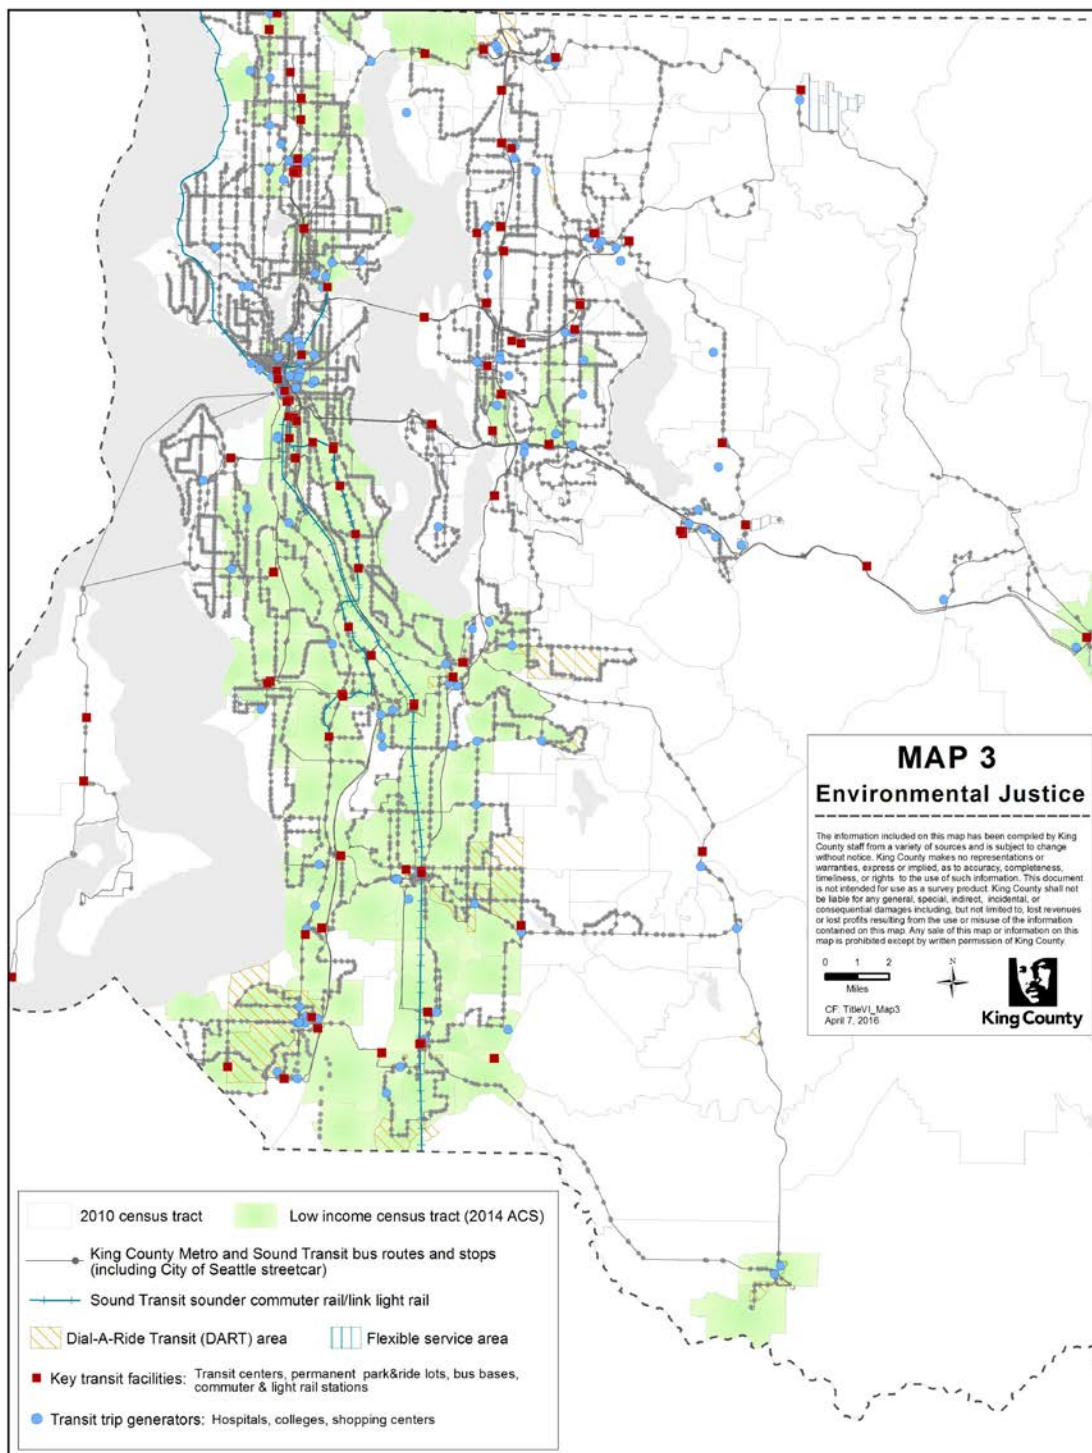 MAP 3
Environmental Justice
The information included on this map has been compiled by King
County staff from a variety of sources and is subject to change
without notice. King County makes no representations or
warranties, express or implied, as to accuracy, completeness,
timeliness, or rights to the use of such information. This document
is not intended for use as a survey product. King County shall not
be liable for any general, special, indirect, incidental, or
consequential damages including, but not limited to, lost revenues
or lost profits resulting from the use or misuse of the information
contained on this map. Any sale of this map or information on this
map is prohibited except by written permission of King County.
0 1 2
Miles
N
CF: TitleVI_Map3
April 7, 2016
King County
2010 census tract
Low income census tract (2014 ACS)
King County Metro and Sound Transit bus routes and stops
(including City of Seattle streetcar)
Sound Transit sounder commuter rail/link light rail
Dial-A-Ride Transit (DART) area
Flexible service area
Key transit facilities: Transit centers, permanent park&ride lots, bus bases,
commuter & light rail stations
Transit trip generators: Hospitals, colleges, shopping centers